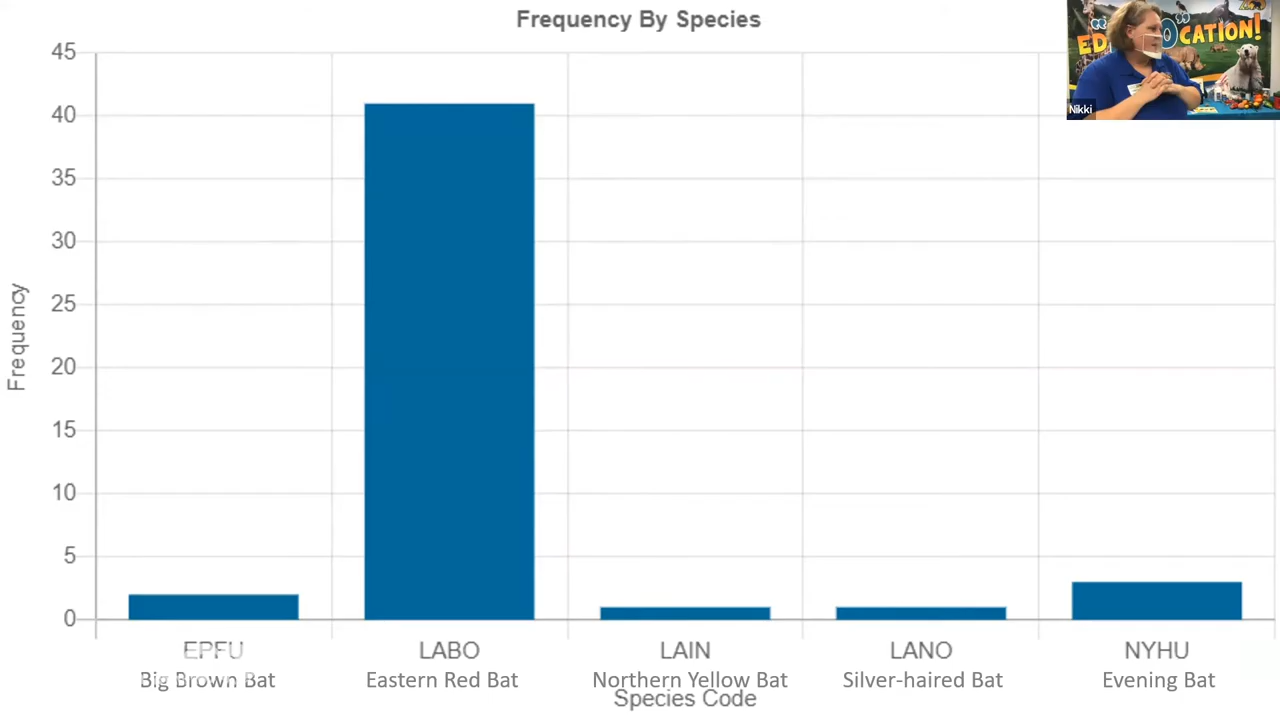 Frequency By Species
EDZOOCATION!
Nikki
45
40
35
30
25
20
15
10
5
0
Frequency
EPFU LABO LAIN LANO NYHU
Big Brown Bat Eastern Red Bat Northern Yellow Bat Silver-haired Bat Evening Bat
Species Code